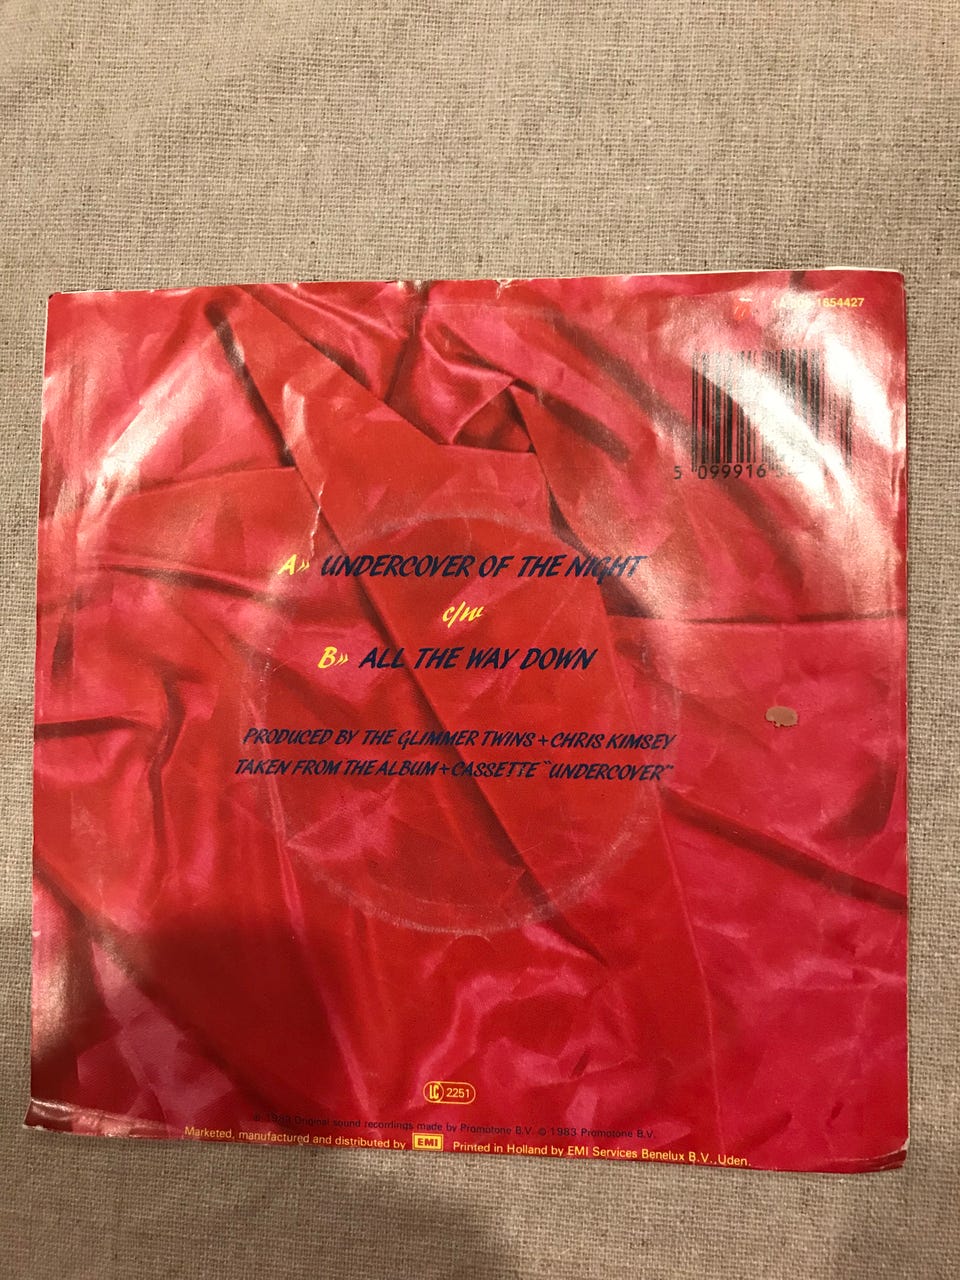 1654427
5 099916
A» UNDERCOVER OF THE NIGHT
c/w
B» ALL THE WAY DOWN
PRODUCED BY THE GLIMMER TWINS + CHRIS KIMSEY
TAKEN FROM THE ALBUM + CASSETTE "UNDERCOVER"
LC 2251
℗ 1983 Original sound recordings made by Promotone B.V. © 1983 Promotone B.V.
Marketed, manufactured and distributed by EMI Printed in Holland by EMI Services Benelux B.V., Uden.